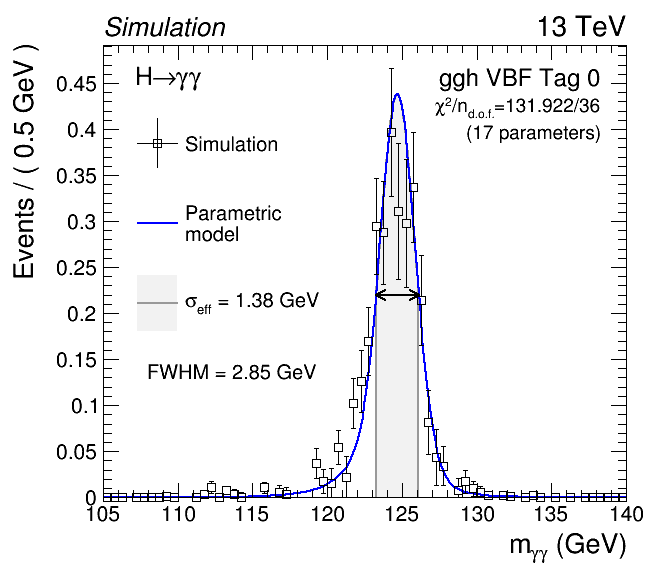 Simulation
13 TeV
H→γγ
ggh VBF Tag 0
χ²/n_d.o.f.=131.922/36
(17 parameters)
Simulation
Parametric
model
σ_eff = 1.38 GeV
FWHM = 2.85 GeV
Events / ( 0.5 GeV )
0.45
0.4
0.35
0.3
0.25
0.2
0.15
0.1
0.05
0
105 110 115 120 125 130 135 140
m_γγ (GeV)